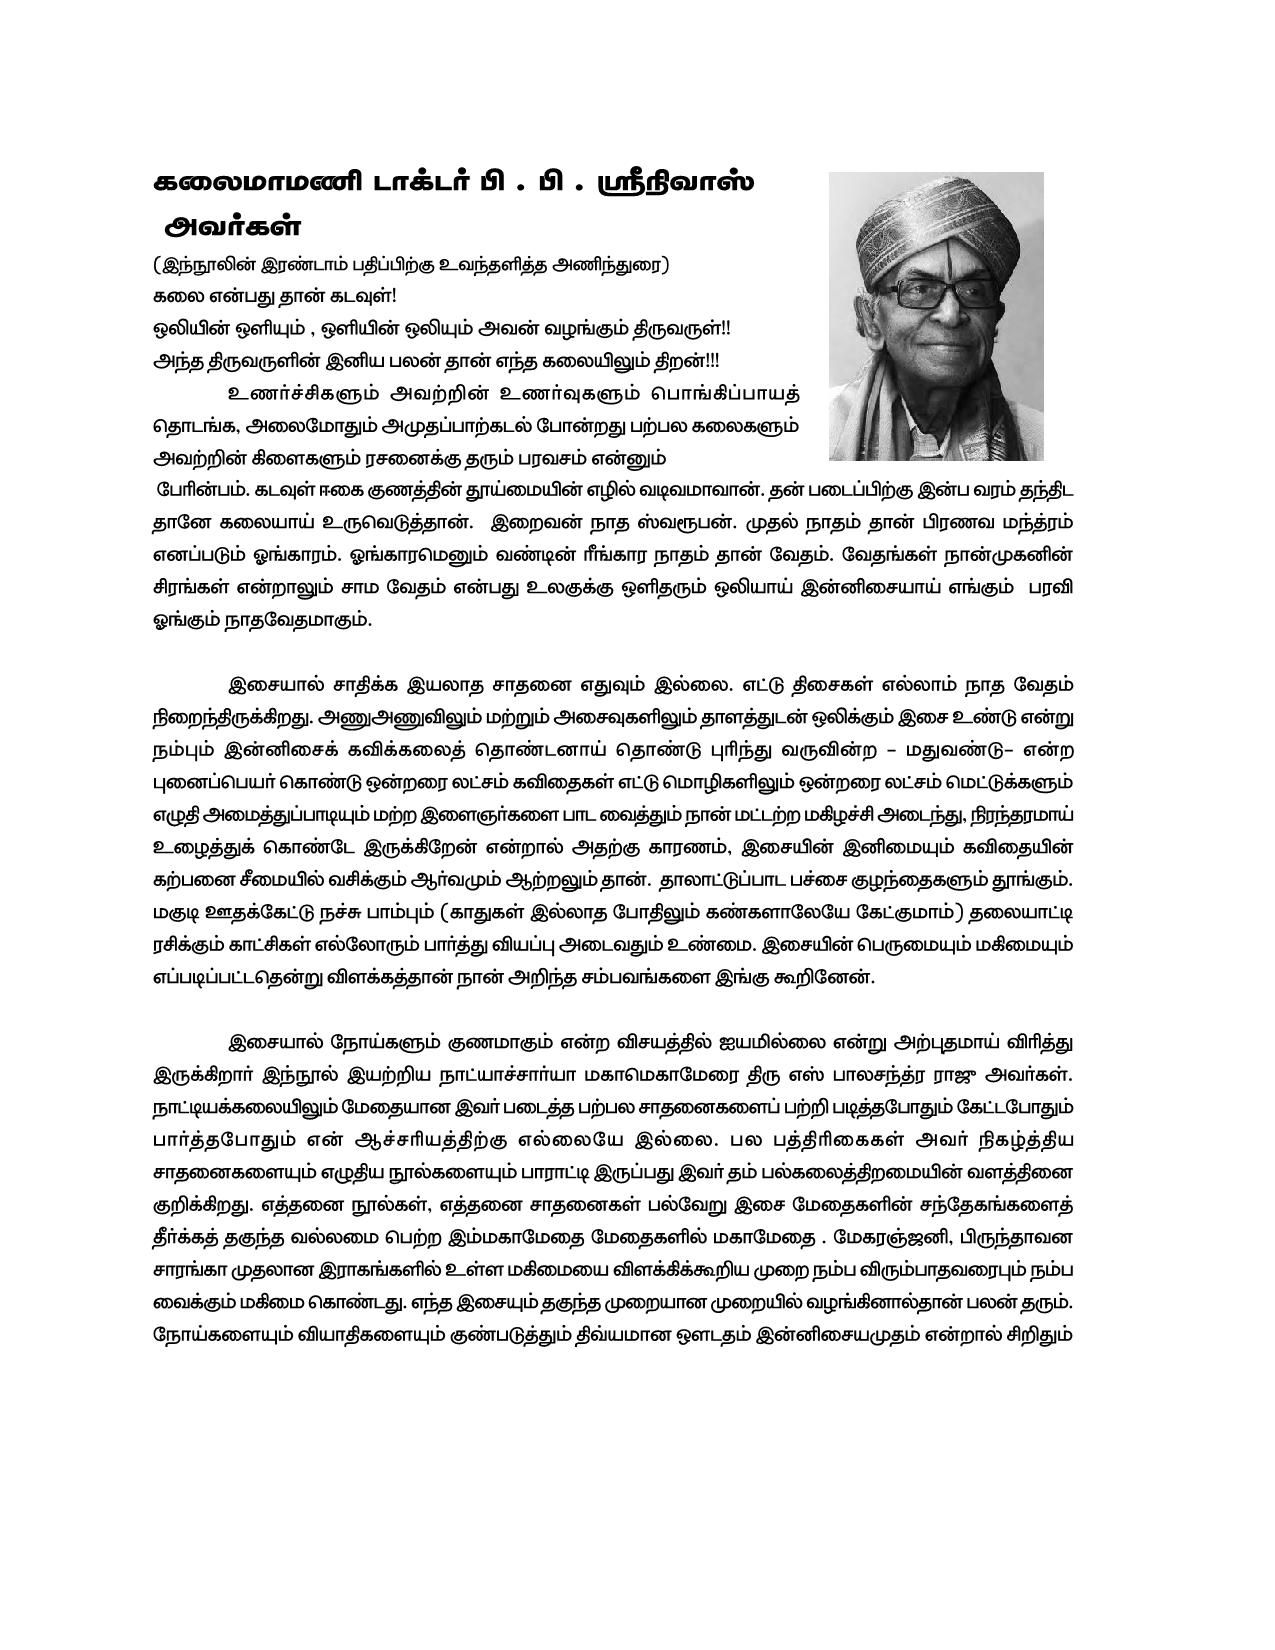 கலைமாமணி டாக்டர் பி . பி . ஸ்ரீநிவாஸ்
அவர்கள்
(இந்நூலின் இரண்டாம் பதிப்பிற்கு உவந்தளித்த அணிந்துரை)
கலை என்பது தான் கடவுள்!
ஒலியின் ஒளியும் , ஒளியின் ஒலியும் அவன் வழங்கும் திருவருள்!!
அந்த திருவருளின் இனிய பலன் தான் எந்த கலையிலும் திறன்!!!
உணர்ச்சிகளும் அவற்றின் உணர்வுகளும் பொங்கிப்பாயத்
தொடங்க, அலைமோதும் அமுதப்பாற்கடல் போன்றது பற்பல கலைகளும்
அவற்றின் கிளைகளும் ரசனைக்கு தரும் பரவசம் என்னும்
பேரின்பம். கடவுள் ஈகை குணத்தின் தூய்மையின் எழில் வடிவமாவான். தன் படைப்பிற்கு இன்ப வரம் தந்திட
தானே கலையாய் உருவெடுத்தான். இறைவன் நாத ஸ்வரூபன். முதல் நாதம் தான் பிரணவ மந்த்ரம்
எனப்படும் ஓங்காரம். ஓங்காரமெனும் வண்டின் ரீங்கார நாதம் தான் வேதம். வேதங்கள் நான்முகனின்
சிரங்கள் என்றாலும் சாம வேதம் என்பது உலகுக்கு ஒளிதரும் ஒலியாய் இன்னிசையாய் எங்கும் பரவி
ஓங்கும் நாதவேதமாகும்.
இசையால் சாதிக்க இயலாத சாதனை எதுவும் இல்லை. எட்டு திசைகள் எல்லாம் நாத வேதம்
நிறைந்திருக்கிறது. அணுஅணுவிலும் மற்றும் அசைவுகளிலும் தாளத்துடன் ஒலிக்கும் இசை உண்டு என்று
நம்பும் இன்னிசைக் கவிக்கலைத் தொண்டனாய் தொண்டு புரிந்து வருவின்ற – மதுவண்டு– என்ற
புனைப்பெயர் கொண்டு ஒன்றரை லட்சம் கவிதைகள் எட்டு மொழிகளிலும் ஒன்றரை லட்சம் மெட்டுக்களும்
எழுதி அமைத்துப்பாடியும் மற்ற இளைஞர்களை பாட வைத்தும் நான் மட்டற்ற மகிழச்சி அடைந்து, நிரந்தரமாய்
உழைத்துக் கொண்டே இருக்கிறேன் என்றால் அதற்கு காரணம், இசையின் இனிமையும் கவிதையின்
கற்பனை சீமையில் வசிக்கும் ஆர்வமும் ஆற்றலும் தான். தாலாட்டுப்பாட பச்சை குழந்தைகளும் தூங்கும்.
மகுடி ஊதக்கேட்டு நச்சு பாம்பும் (காதுகள் இல்லாத போதிலும் கண்களாலேயே கேட்குமாம்) தலையாட்டி
ரசிக்கும் காட்சிகள் எல்லோரும் பார்த்து வியப்பு அடைவதும் உண்மை. இசையின் பெருமையும் மகிமையும்
எப்படிப்பட்டதென்று விளக்கத்தான் நான் அறிந்த சம்பவங்களை இங்கு கூறினேன்.
இசையால் நோய்களும் குணமாகும் என்ற விசயத்தில் ஐயமில்லை என்று அற்புதமாய் விரித்து
இருக்கிறார் இந்நூல் இயற்றிய நாட்யாச்சார்யா மகாமெகாமேரை திரு எஸ் பாலசந்த்ர ராஜு அவர்கள்.
நாட்டியக்கலையிலும் மேதையான இவர் படைத்த பற்பல சாதனைகளைப் பற்றி படித்தபோதும் கேட்டபோதும்
பார்த்தபோதும் என் ஆச்சரியத்திற்கு எல்லையே இல்லை. பல பத்திரிகைகள் அவர் நிகழ்த்திய
சாதனைகளையும் எழுதிய நூல்களையும் பாராட்டி இருப்பது இவர் தம் பல்கலைத்திறமையின் வளத்தினை
குறிக்கிறது. எத்தனை நூல்கள், எத்தனை சாதனைகள் பல்வேறு இசை மேதைகளின் சந்தேகங்களைத்
தீர்க்கத் தகுந்த வல்லமை பெற்ற இம்மகாமேதை மேதைகளில் மகாமேதை . மேகரஞ்ஜனி, பிருந்தாவன
சாரங்கா முதலான இராகங்களில் உள்ள மகிமையை விளக்கிக்கூறிய முறை நம்ப விரும்பாதவரைபும் நம்ப
வைக்கும் மகிமை கொண்டது. எந்த இசையும் தகுந்த முறையான முறையில் வழங்கினால்தான் பலன் தரும்.
நோய்களையும் வியாதிகளையும் குண்படுத்தும் திவ்யமான ஔடதம் இன்னிசையமுதம் என்றால் சிறிதும்